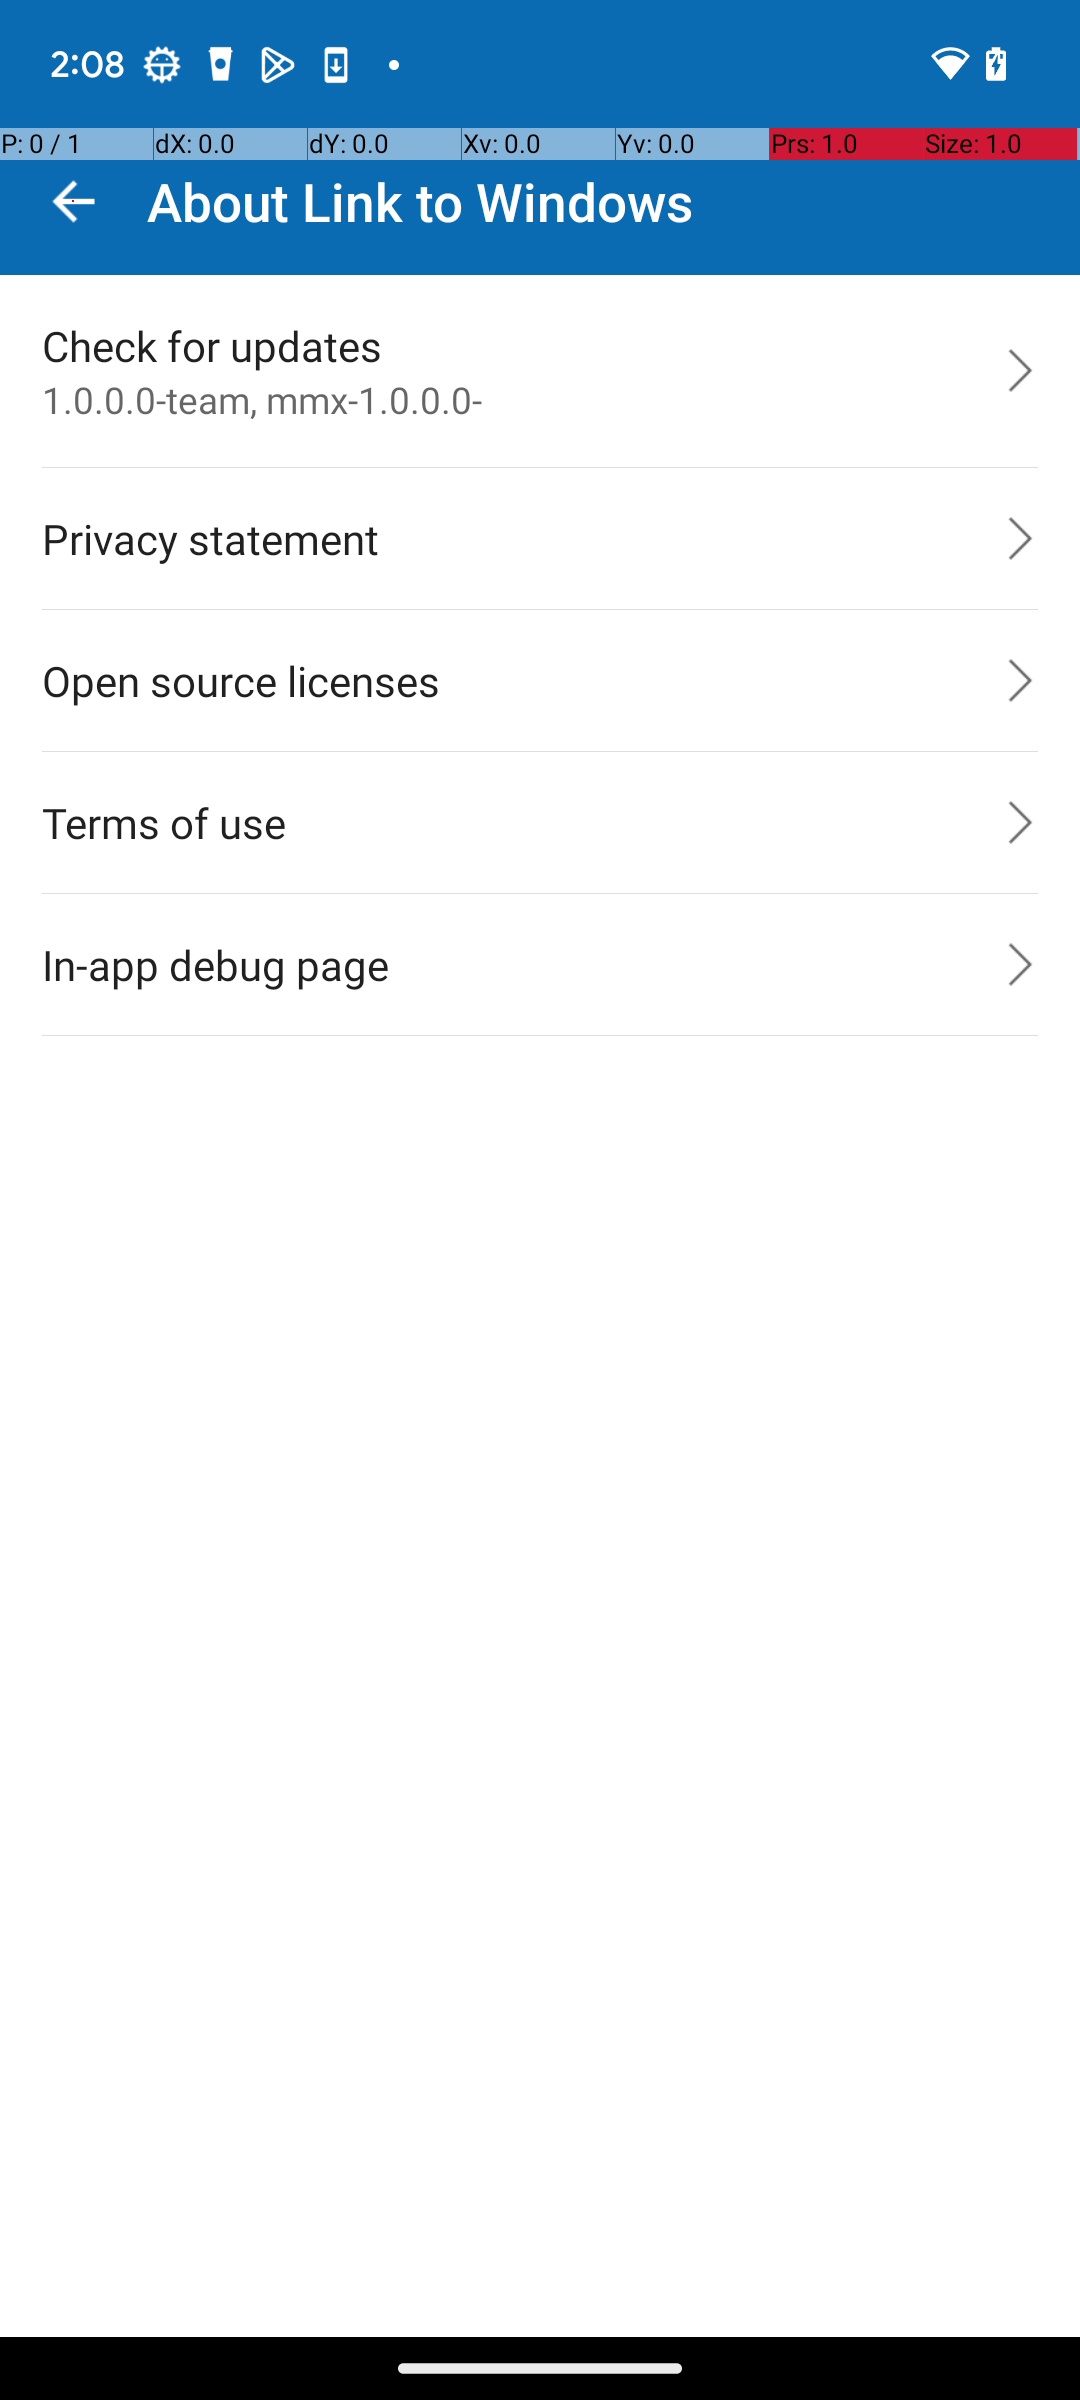 2:08
P: 0 / 1 dX: 0.0 dY: 0.0 Xv: 0.0 Yv: 0.0 Prs: 1.0 Size: 1.0
About Link to Windows
Check for updates
1.0.0.0-team, mmx-1.0.0.0-
Privacy statement
Open source licenses
Terms of use
In-app debug page